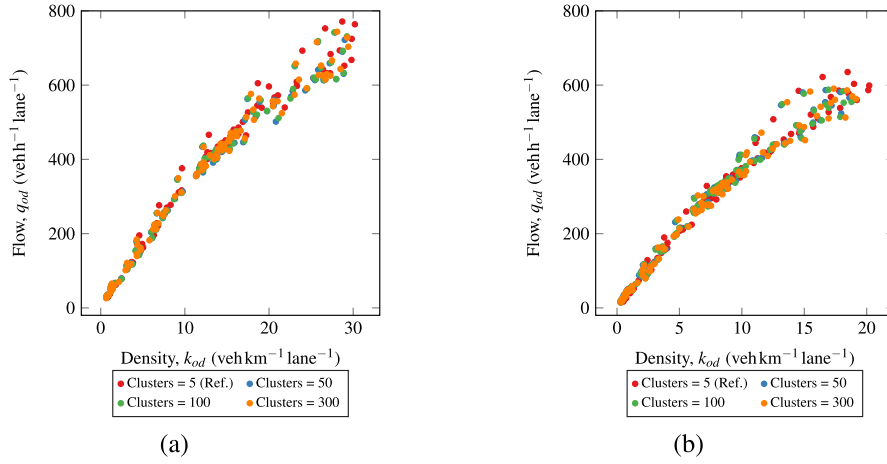 800
600
400
200
0
Flow, q_od (veh h⁻¹ lane⁻¹)
0 10 20 30
Density, k_od (veh km⁻¹ lane⁻¹)
Clusters = 5 (Ref.) Clusters = 50
Clusters = 100 Clusters = 300
(a)
800
600
400
200
0
Flow, q_od (veh h⁻¹ lane⁻¹)
0 5 10 15 20
Density, k_od (veh km⁻¹ lane⁻¹)
Clusters = 5 (Ref.) Clusters = 50
Clusters = 100 Clusters = 300
(b)